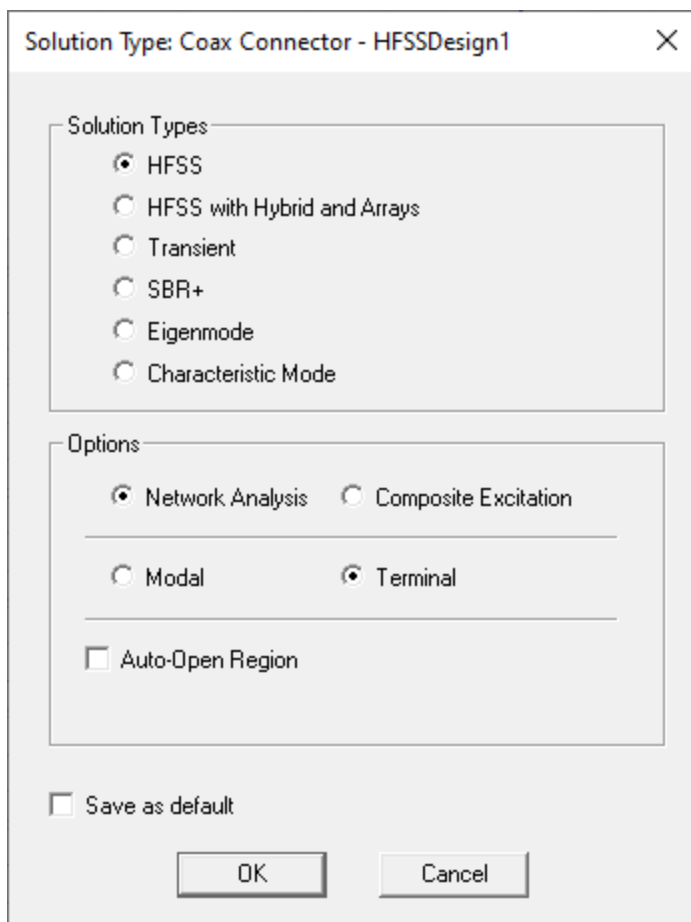 Solution Type: Coax Connector - HFSSDesign1
Solution Types
HFSS
HFSS with Hybrid and Arrays
Transient
SBR+
Eigenmode
Characteristic Mode
Options
Network Analysis Composite Excitation
Modal Terminal
Auto-Open Region
Save as default
OK Cancel